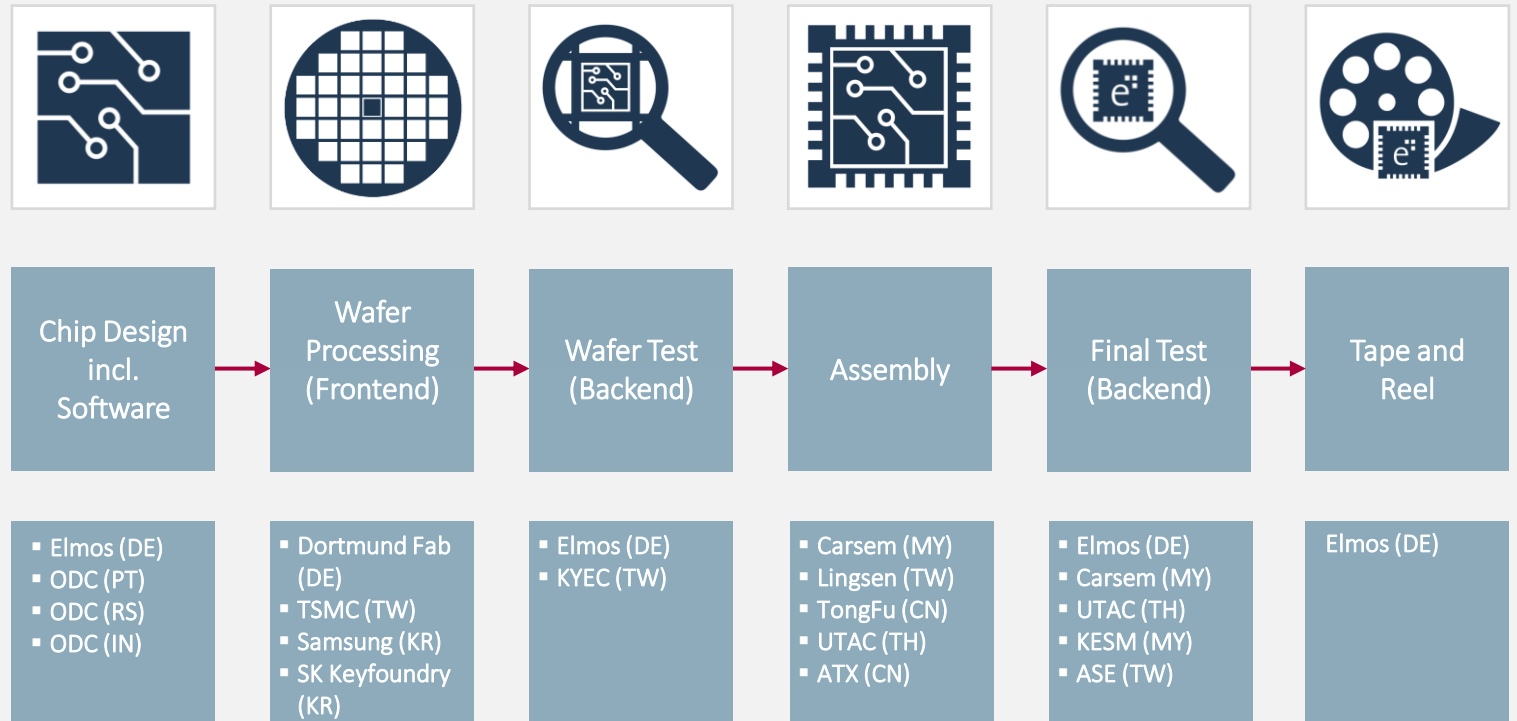 e
e
Chip Design
incl.
Software
Wafer
Processing
(Frontend)
Wafer Test
(Backend)
Assembly
Final Test
(Backend)
Tape and
Reel
▪ Elmos (DE)
▪ ODC (PT)
▪ ODC (RS)
▪ ODC (IN)
▪ Dortmund Fab
(DE)
▪ TSMC (TW)
▪ Samsung (KR)
▪ SK Keyfoundry
(KR)
▪ Elmos (DE)
▪ KYEC (TW)
▪ Carsem (MY)
▪ Lingsen (TW)
▪ TongFu (CN)
▪ UTAC (TH)
▪ ATX (CN)
▪ Elmos (DE)
▪ Carsem (MY)
▪ UTAC (TH)
▪ KESM (MY)
▪ ASE (TW)
Elmos (DE)